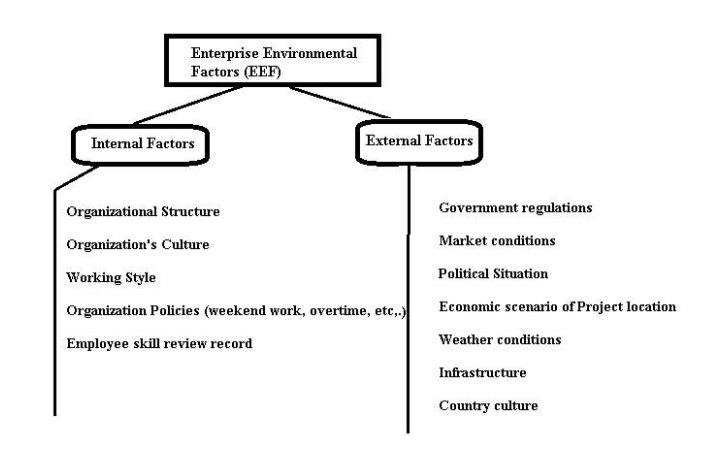 Enterprise Environmental
Factors (EEF)
Internal Factors
External Factors
Organizational Structure
Organization's Culture
Working Style
Organization Policies (weekend work, overtime, etc,.)
Employee skill review record
Government regulations
Market conditions
Political Situation
Economic scenario of Project location
Weather conditions
Infrastructure
Country culture